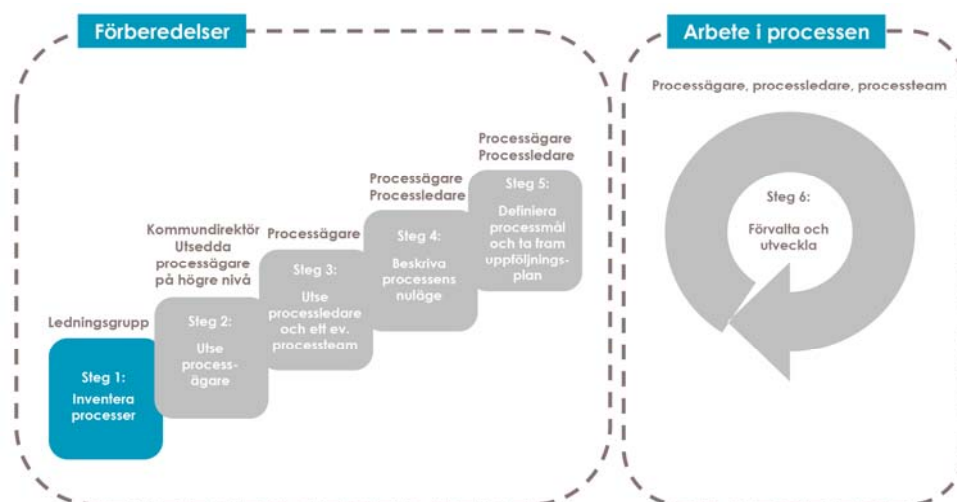 Förberedelser
Ledningsgrupp
Steg 1:
Inventera
processer
Kommundirektör
Utsedda
processägare
på högre nivå
Steg 2:
Utse
process-
ägare
Processägare
Steg 3:
Utse
processledare
och ett ev.
processteam
Processägare
Processledare
Steg 4:
Beskriva
processens
nuläge
Processägare
Processledare
Steg 5:
Definiera
processmål
och ta fram
uppföljnings-
plan
Arbete i processen
Processägare, processledare, processteam
Steg 6:
Förvalta och
utveckla